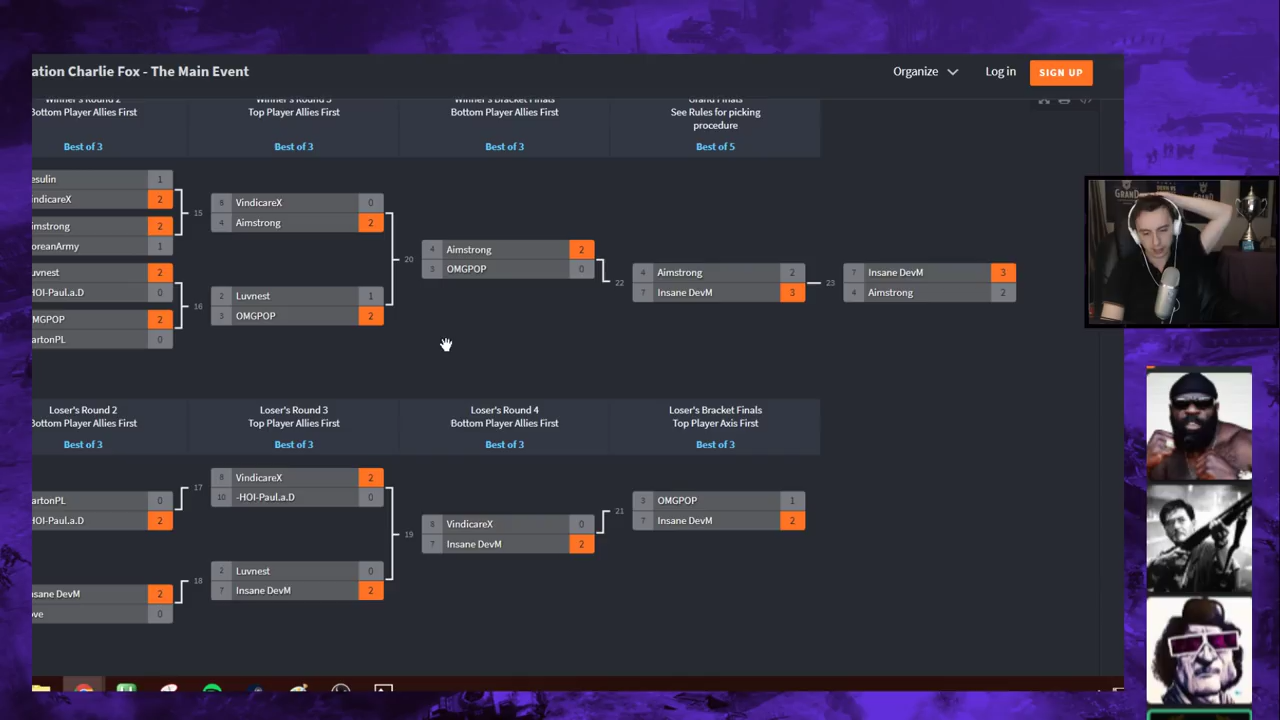 ation Charlie Fox - The Main Event
Organize
Log in
SIGN UP
Winner's Round 2
Bottom Player Allies First
Best of 3
Winner's Round 3
Top Player Allies First
Best of 3
Winner's Bracket Finals
Bottom Player Allies First
Best of 3
Grand Finals
See Rules for picking
procedure
Best of 5
esulin 1
indicareX 2
imstrong 2
oreanArmy 1
15
uvnest 2
HOI-Paul.a.D 0
MGPOP 2
artonPL 0
16
8 VindicareX 0
4 Aimstrong 2
2 Luvnest 1
3 OMGPOP 2
20
4 Aimstrong 2
3 OMGPOP 0
22
4 Aimstrong 2
7 Insane DevM 3
23
7 Insane DevM 3
4 Aimstrong 2
Loser's Round 2
Bottom Player Allies First
Best of 3
Loser's Round 3
Top Player Allies First
Best of 3
Loser's Round 4
Bottom Player Allies First
Best of 3
Loser's Bracket Finals
Top Player Axis First
Best of 3
artonPL 0
HOI-Paul.a.D 2
17
nsane DevM 2
ove 0
18
8 VindicareX 2
10 -HOI-Paul.a.D 0
2 Luvnest 0
7 Insane DevM 2
19
8 VindicareX 0
7 Insane DevM 2
21
3 OMGPOP 1
7 Insane DevM 2